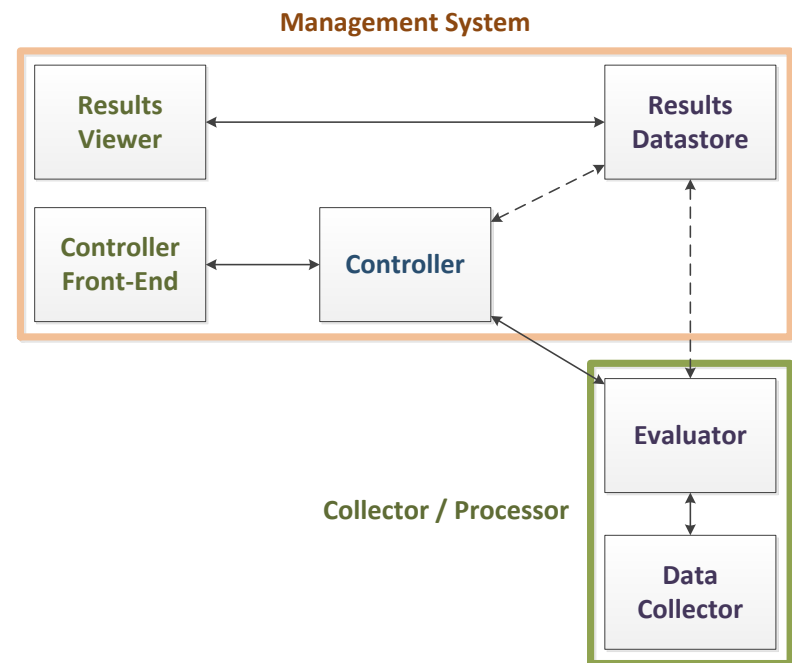 Management System
Results
Viewer
Results
Datastore
Controller
Front-End
Controller
Evaluator
Collector / Processor
Data
Collector